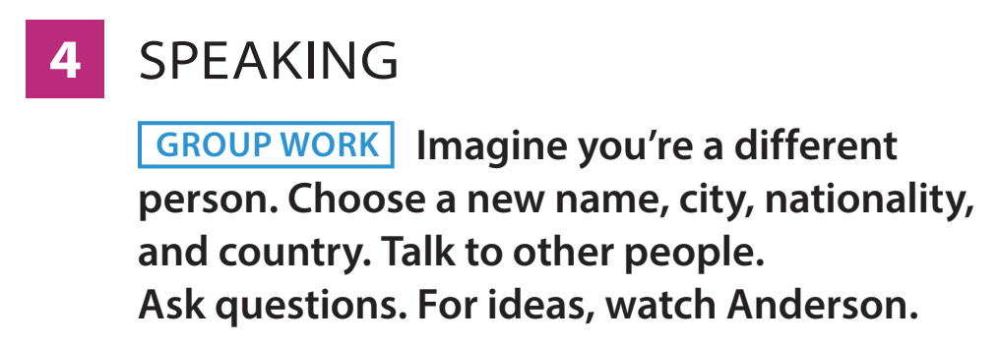 4 SPEAKING
GROUP WORK Imagine you’re a different
person. Choose a new name, city, nationality,
and country. Talk to other people.
Ask questions. For ideas, watch Anderson.